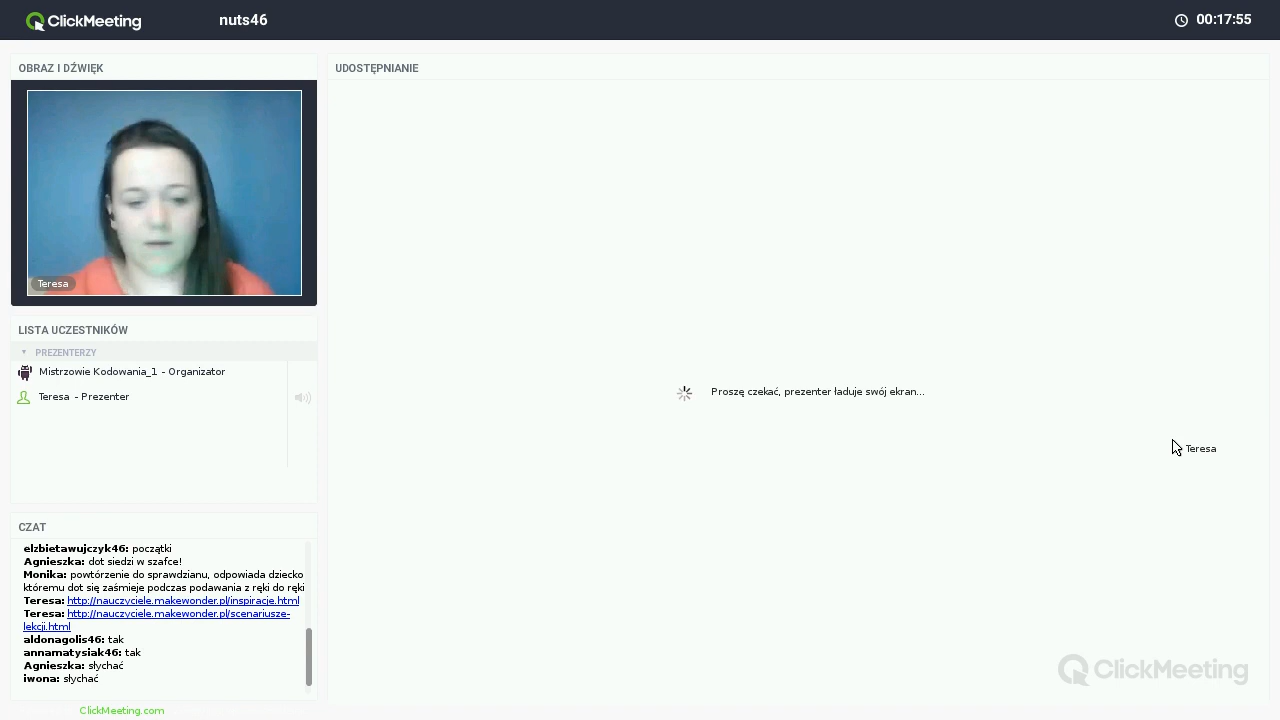 ClickMeeting
nuts46
00:17:55
OBRAZ I DŹWIĘK
Teresa
LISTA UCZESTNIKÓW
PREZENTERZY
Mistrzowie Kodowania_1 - Organizator
Teresa - Prezenter
CZAT
elzbietawujczyk46: początki
Agnieszka: dot siedzi w szafce!
Monika: powtórzenie do sprawdzianu, odpowiada dziecko
któremu dot się zaśmieje podczas podawania z ręki do ręki
Teresa: http://nauczyciele.makewonder.pl/inspiracje.html
Teresa: http://nauczyciele.makewonder.pl/scenariusze-
lekcji.html
aldonagolis46: tak
annamatysiak46: tak
Agnieszka: słychać
iwona: słychać
ClickMeeting.com
UDOSTĘPNIANIE
Proszę czekać, prezenter ładuje swój ekran...
Teresa
ClickMeeting